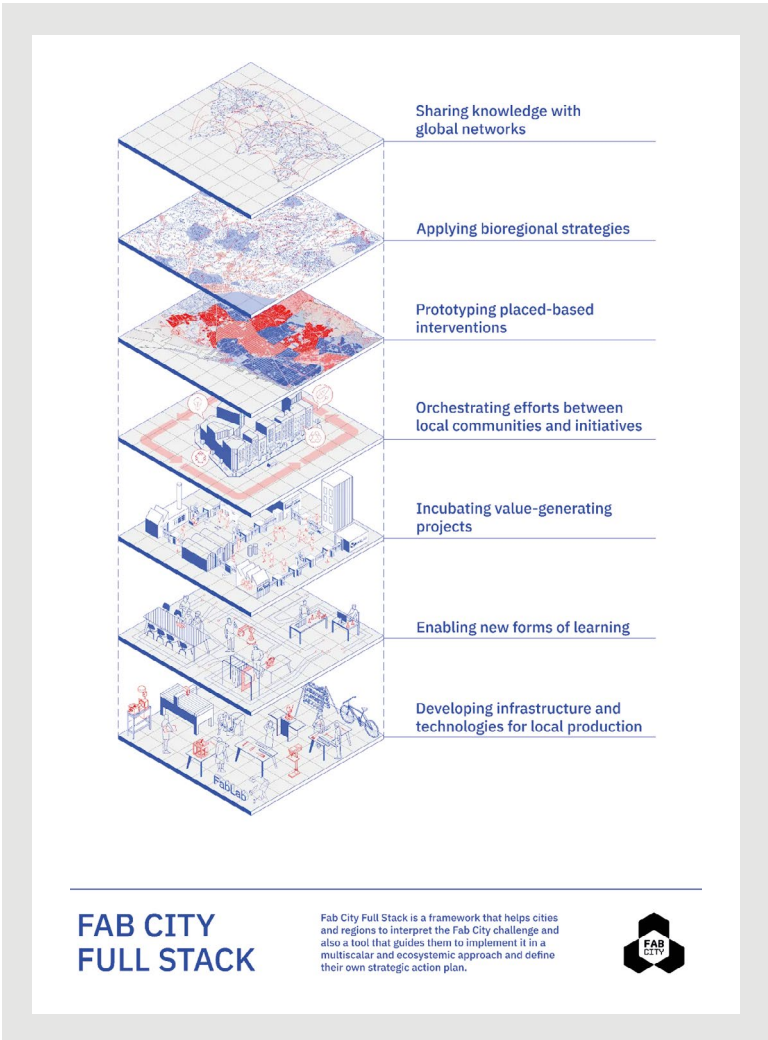 Sharing knowledge with
global networks
Applying bioregional strategies
Prototyping placed-based
interventions
Orchestrating efforts between
local communities and initiatives
Incubating value-generating
projects
Enabling new forms of learning
Developing infrastructure and
technologies for local production
FabLab
FAB CITY
FULL STACK
Fab City Full Stack is a framework that helps cities
and regions to interpret the Fab City challenge and
also a tool that guides them to implement it in a
multiscalar and ecosystemic approach and define
their own strategic action plan.
FAB
CITY